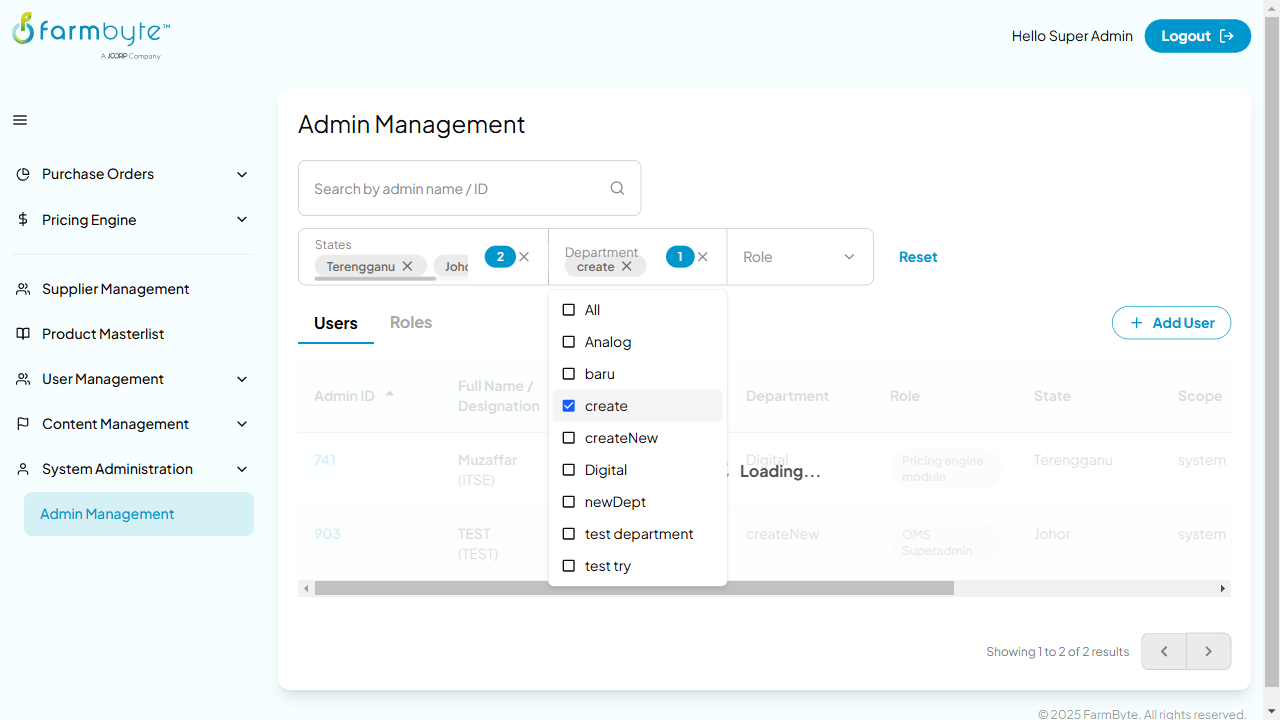 farmbyte™
A JCORP Company
Hello Super Admin
Logout
Admin Management
Purchase Orders
Pricing Engine
Supplier Management
Product Masterlist
User Management
Content Management
System Administration
Admin Management
Search by admin name / ID
States
Terengganu
Joho
2
Department
create
1
Role
Reset
All
Analog
baru
create
createNew
Digital
newDept
test department
test try
Users
Roles
Add User
Admin ID
Full Name /
Designation
Department
Role
State
Scope
741
Muzaffar
(ITSE)
Digital
Pricing engine
module
Terengganu
system
Loading...
903
TEST
(TEST)
createNew
OMS
Superadmin
Johor
system
Showing 1 to 2 of 2 results
© 2025 FarmByte. All rights reserved.